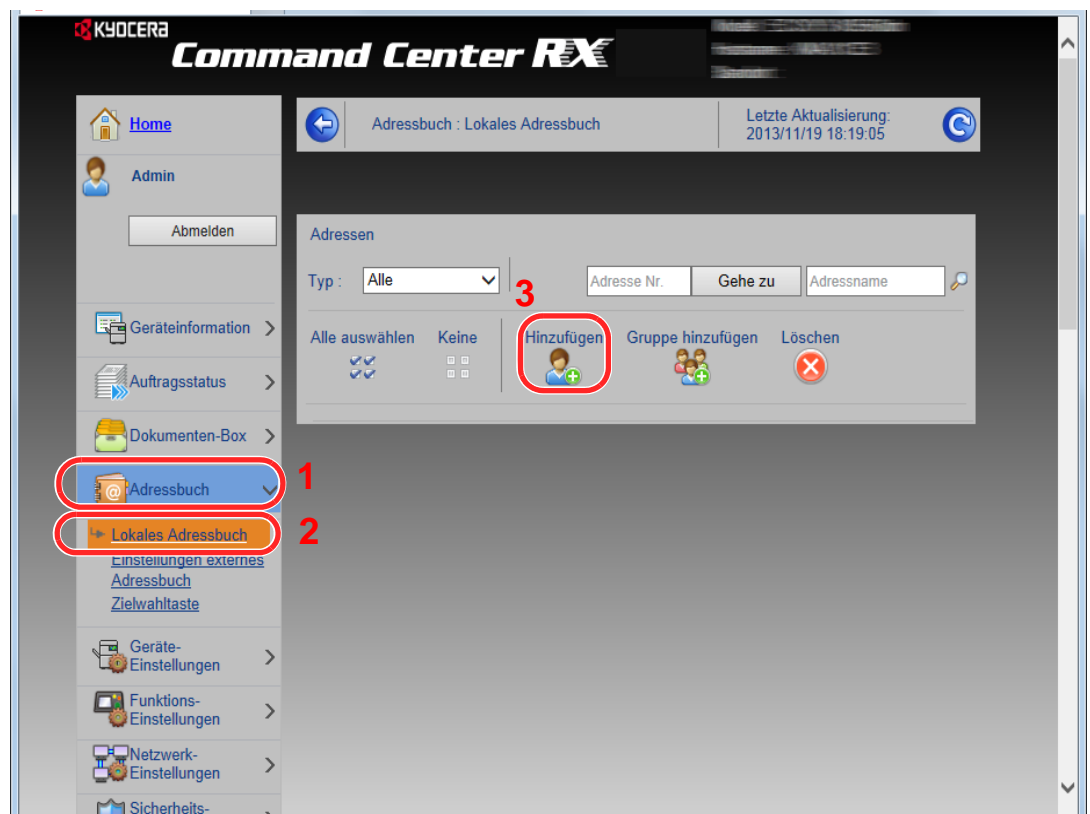 KYOCERA
Command Center RX
Home
Admin
Abmelden
Geräteinformation
Auftragsstatus
Dokumenten-Box
Adressbuch
1
Lokales Adressbuch
2
Einstellungen externes
Adressbuch
Zielwahltaste
Geräte-
Einstellungen
Funktions-
Einstellungen
Netzwerk-
Einstellungen
Sicherheits-
Adressbuch : Lokales Adressbuch
Letzte Aktualisierung:
2013/11/19 18:19:05
Adressen
Typ : Alle
Adresse Nr. Gehe zu Adressname
3
Alle auswählen Keine Hinzufügen Gruppe hinzufügen Löschen